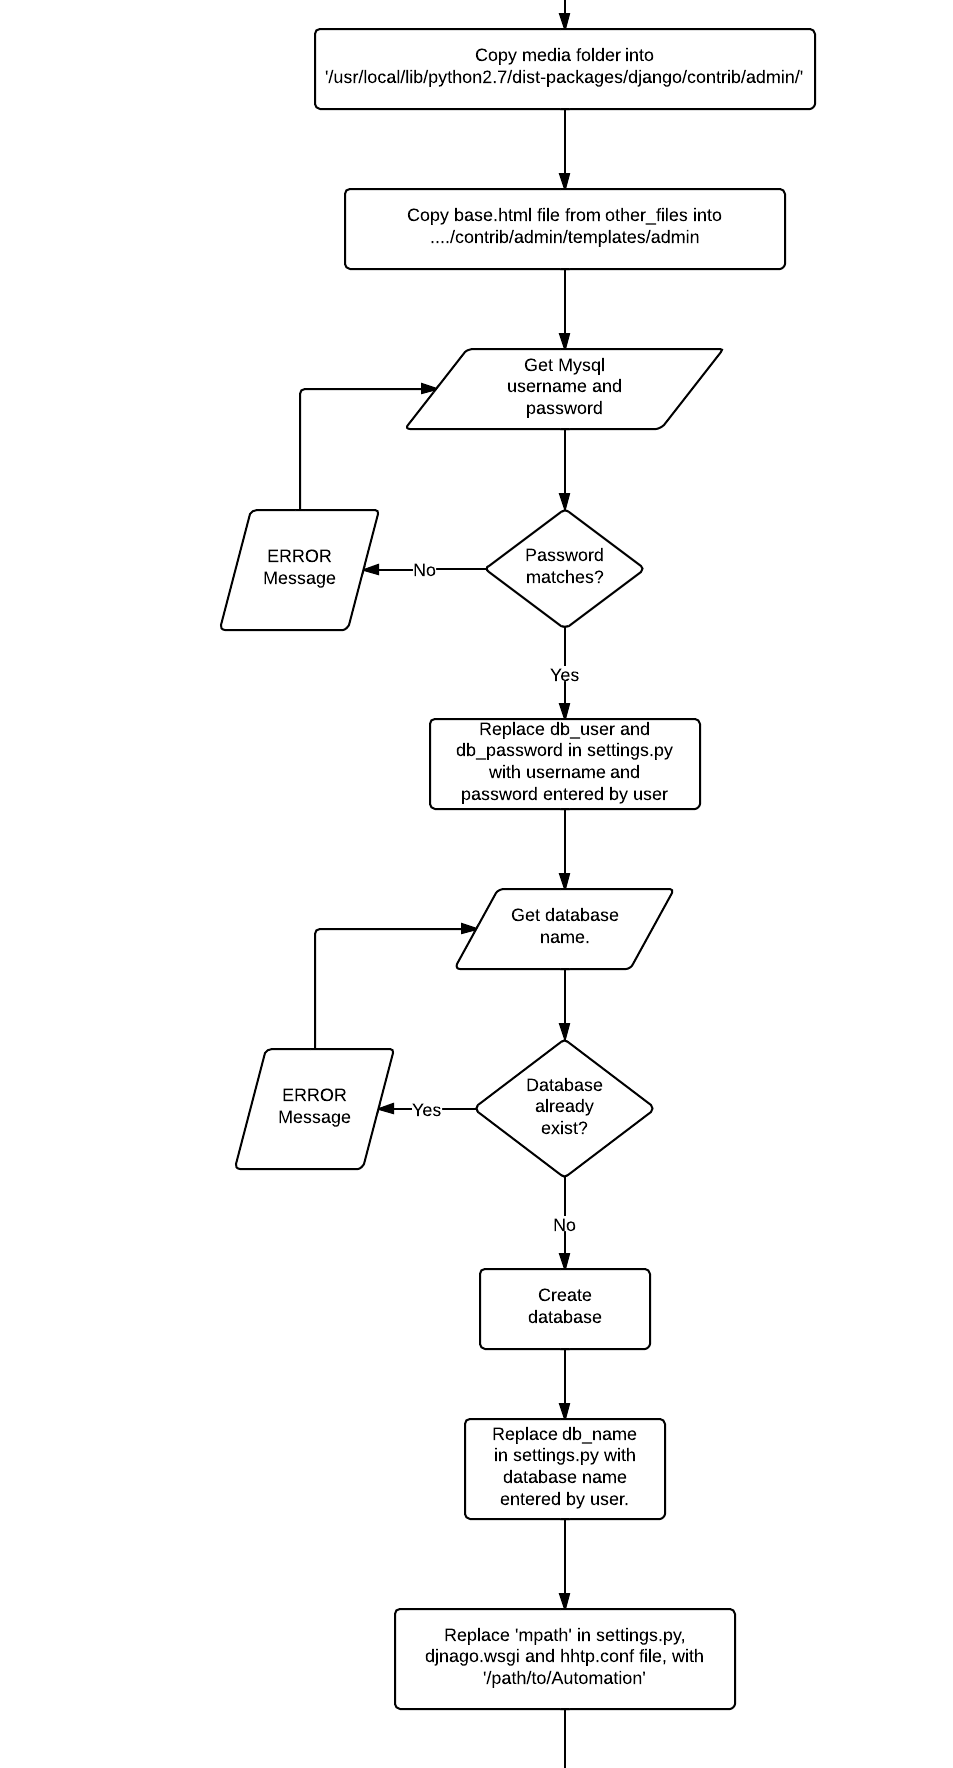 Copy media folder into
'/usr/local/lib/python2.7/dist-packages/django/contrib/admin/'
Copy base.html file from other_files into
..../contrib/admin/templates/admin
Get Mysql
username and
password
ERROR
Message
No
Password
matches?
Yes
Replace db_user and
db_password in settings.py
with username and
password entered by user
Get database
name.
ERROR
Message
Yes
Database
already
exist?
No
Create
database
Replace db_name
in settings.py with
database name
entered by user.
Replace 'mpath' in settings.py,
djnago.wsgi and hhtp.conf file, with
'/path/to/Automation'